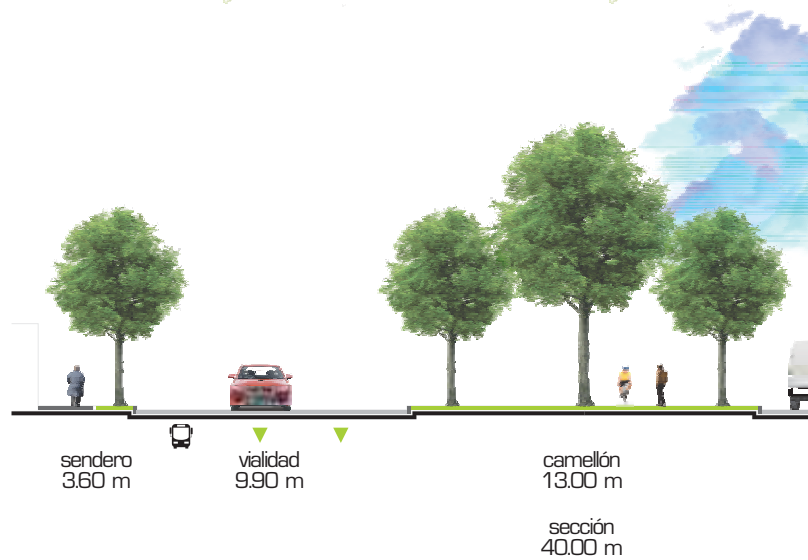 sendero
3.60 m
vialidad
9.90 m
camellón
13.00 m
sección
40.00 m